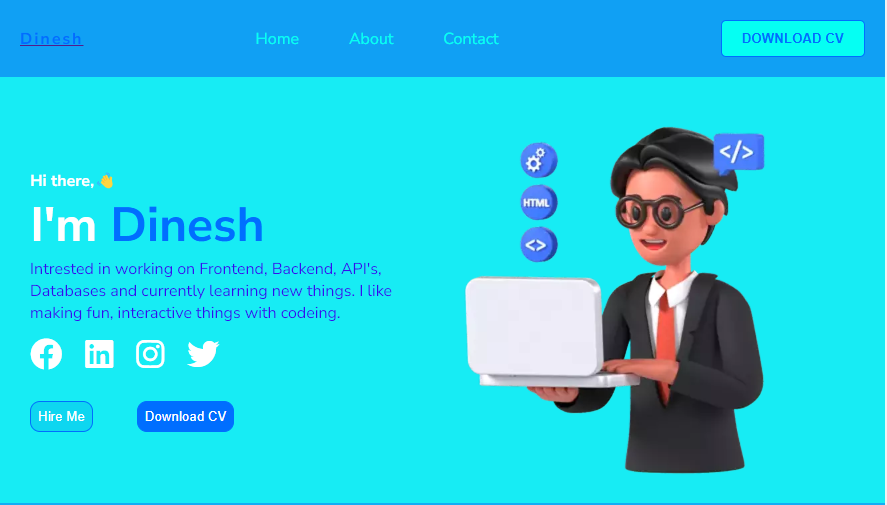 Dinesh
Home
About
Contact
DOWNLOAD CV
Hi there, 👋
I'm Dinesh
Intrested in working on Frontend, Backend, API's,
Databases and currently learning new things. I like
making fun, interactive things with codeing.
Hire Me
Download CV
HTML
<>
</>